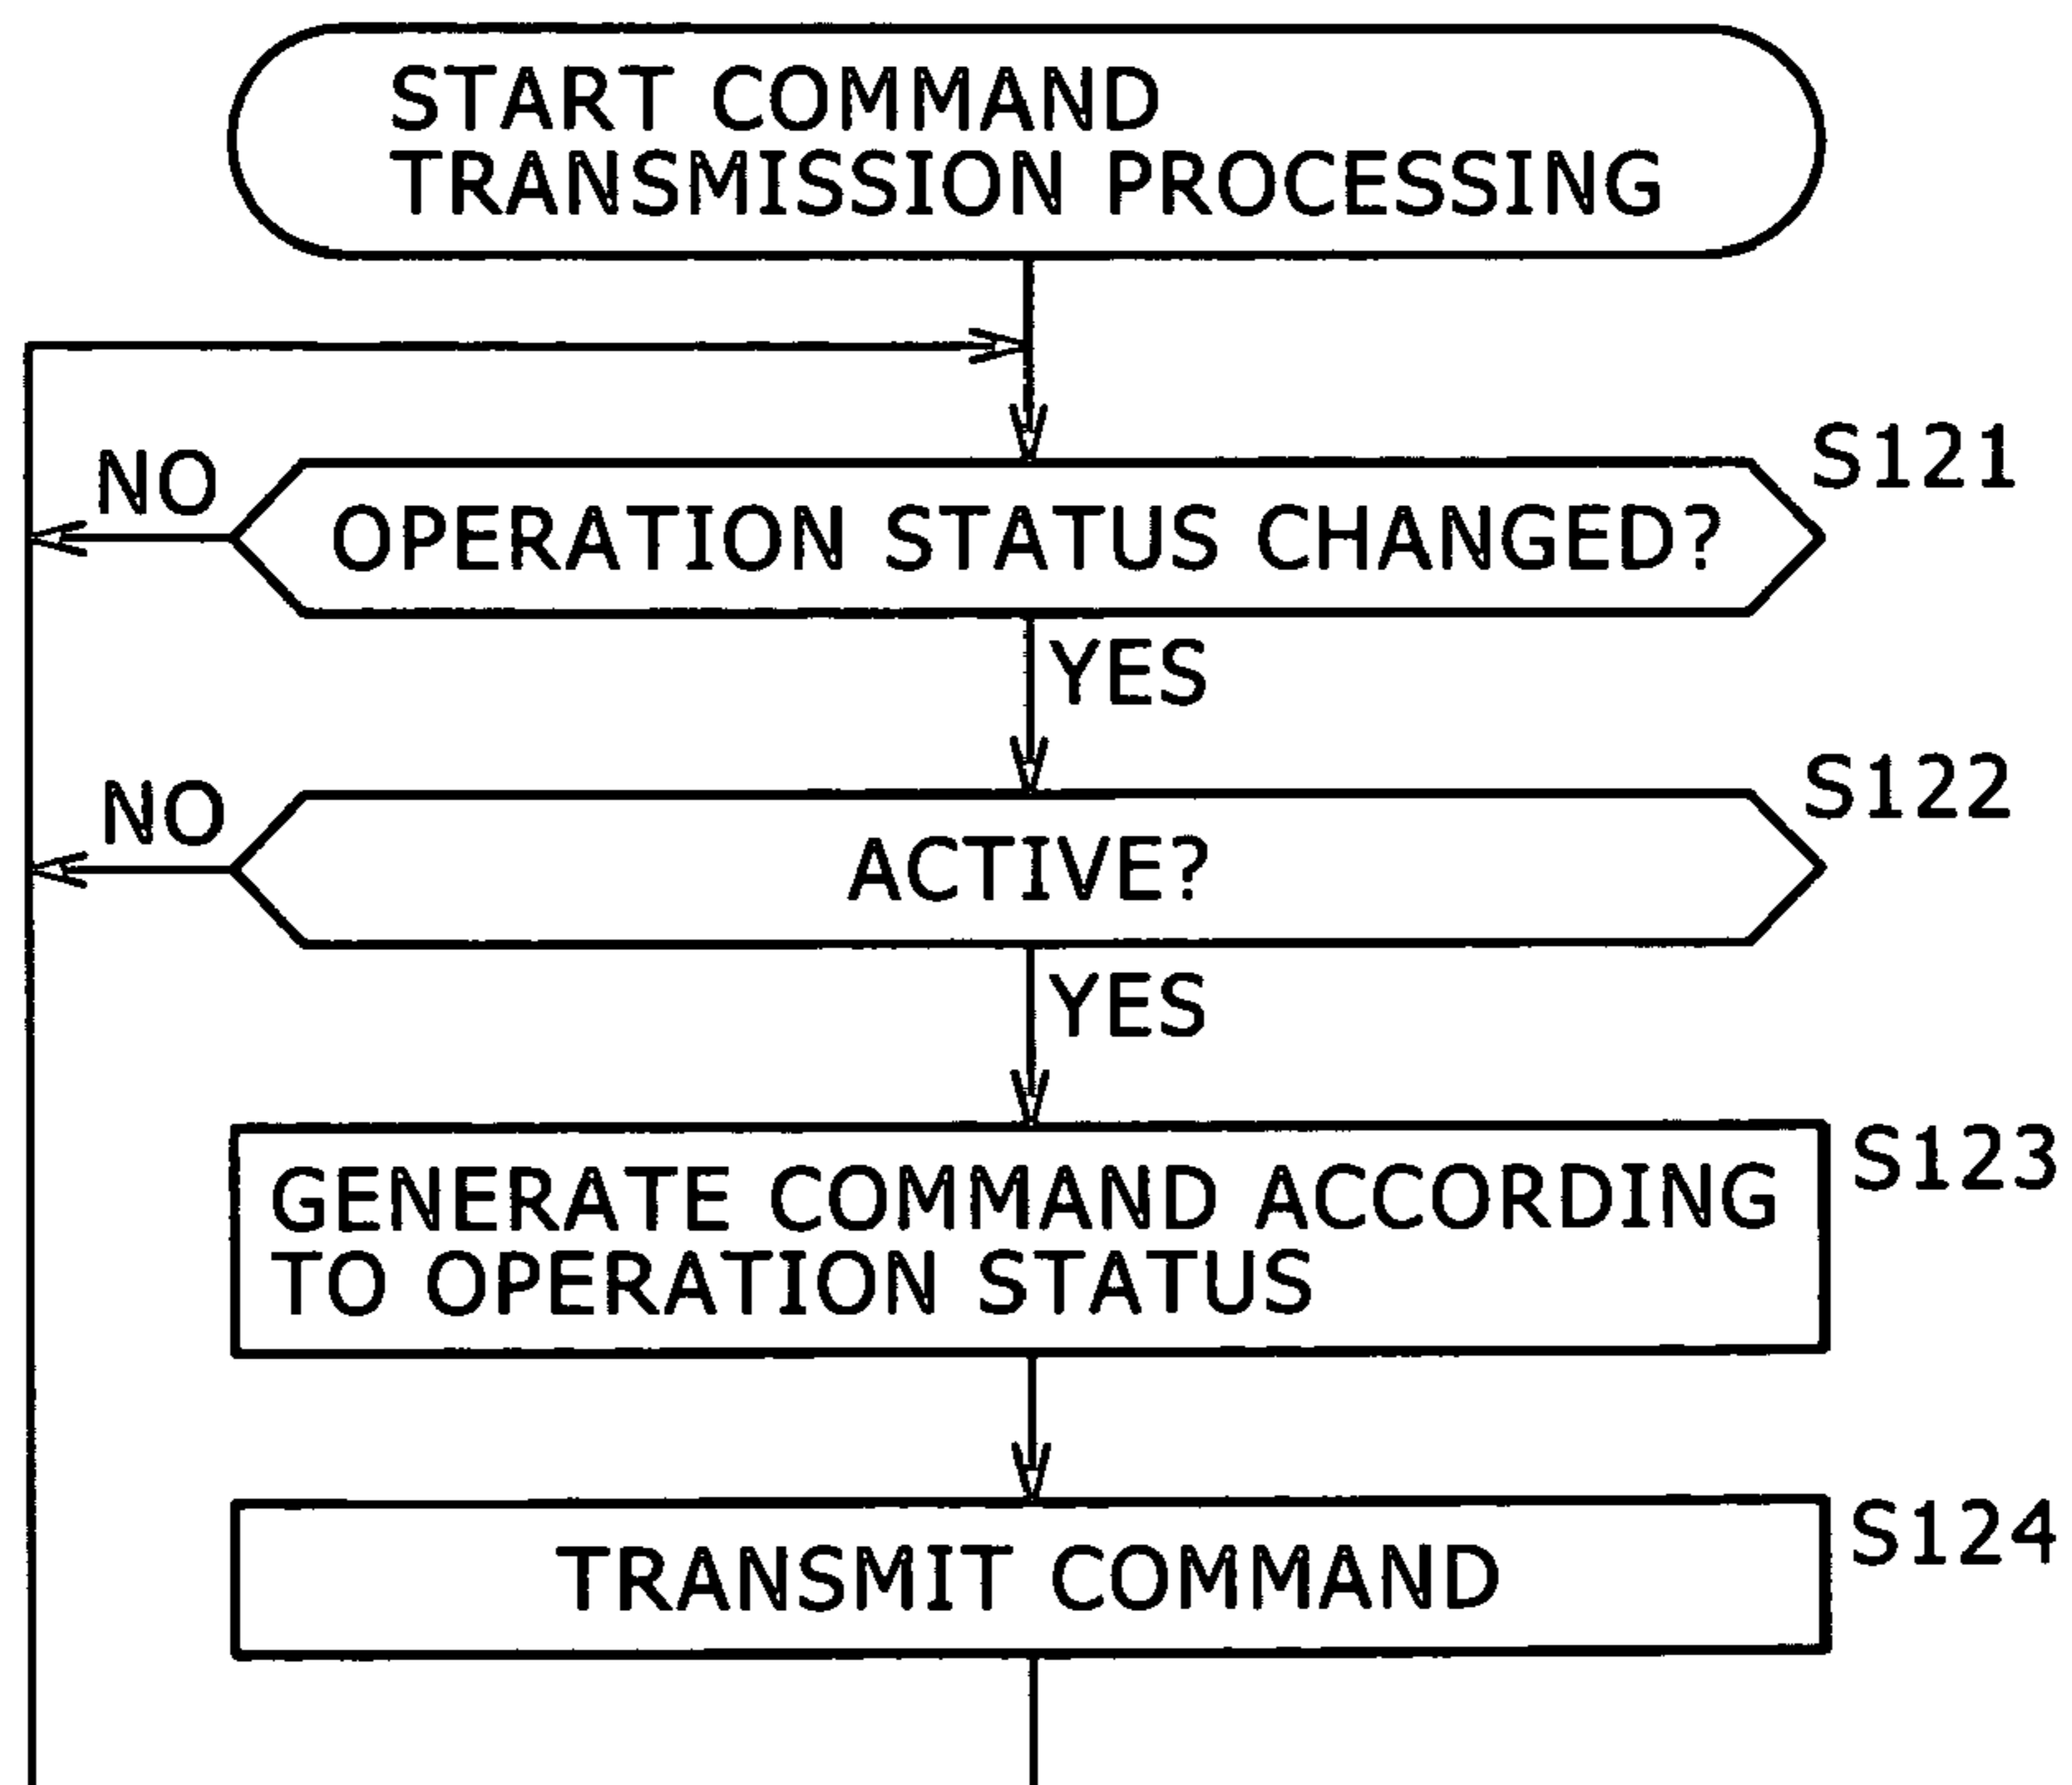 START COMMAND
TRANSMISSION PROCESSING
S121
NO
OPERATION STATUS CHANGED?
YES
S122
NO
ACTIVE?
YES
S123
GENERATE COMMAND ACCORDING
TO OPERATION STATUS
S124
TRANSMIT COMMAND